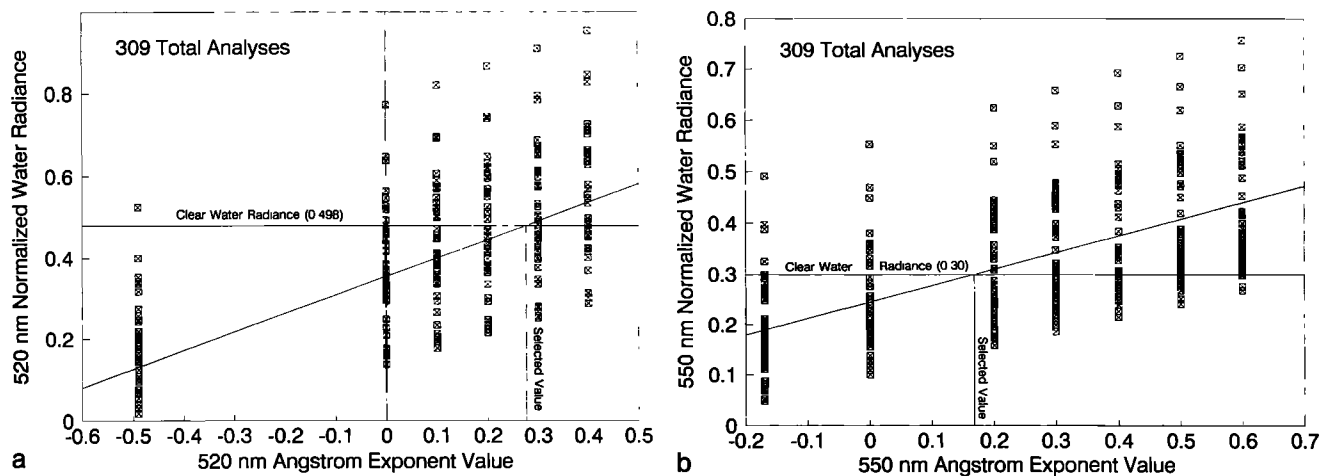 309 Total Analyses
520 nm Normalized Water Radiance
0.8
0.6
0.4
0.2
0
Clear Water Radiance (0 498)
Selected Value
-0.6 -0.5 -0.4 -0.3 -0.2 -0.1 0 0.1 0.2 0.3 0.4 0.5
520 nm Angstrom Exponent Value
a
309 Total Analyses
550 nm Normalized Water Radiance
0.8
0.7
0.6
0.5
0.4
0.3
0.2
0.1
0
Clear Water Radiance (0 30)
Selected Value
-0.2 -0.1 0 0.1 0.2 0.3 0.4 0.5 0.6 0.7
550 nm Angstrom Exponent Value
b